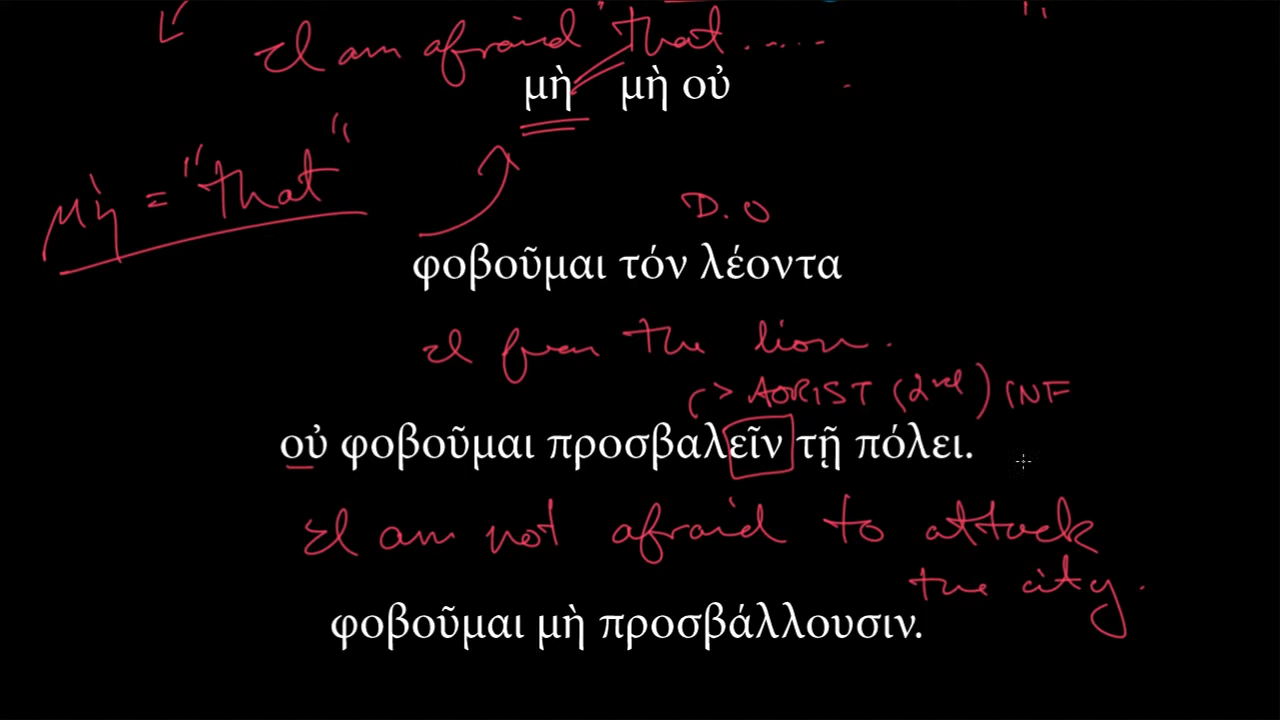 I am afraid "that.....
μὴ μὴ οὐ
μὴ = "that"
D.O
φοβοῦμαι τόν λέοντα
I fear the lion.
(> AORIST (2nd) INF
οὐ φοβοῦμαι προσβαλεῖν τῇ πόλει.
I am not afraid to attack
the city.
φοβοῦμαι μὴ προσβάλλουσιν.